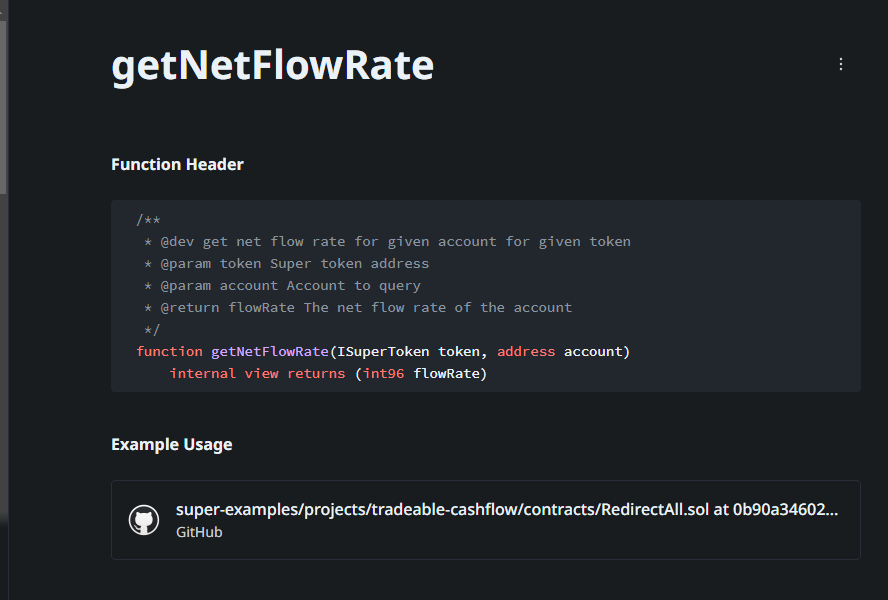 getNetFlowRate
Function Header
/**
* @dev get net flow rate for given account for given token
* @param token Super token address
* @param account Account to query
* @return flowRate The net flow rate of the account
*/
function getNetFlowRate(ISuperToken token, address account)
internal view returns (int96 flowRate)
Example Usage
super-examples/projects/tradeable-cashflow/contracts/RedirectAll.sol at 0b90a34602...
GitHub